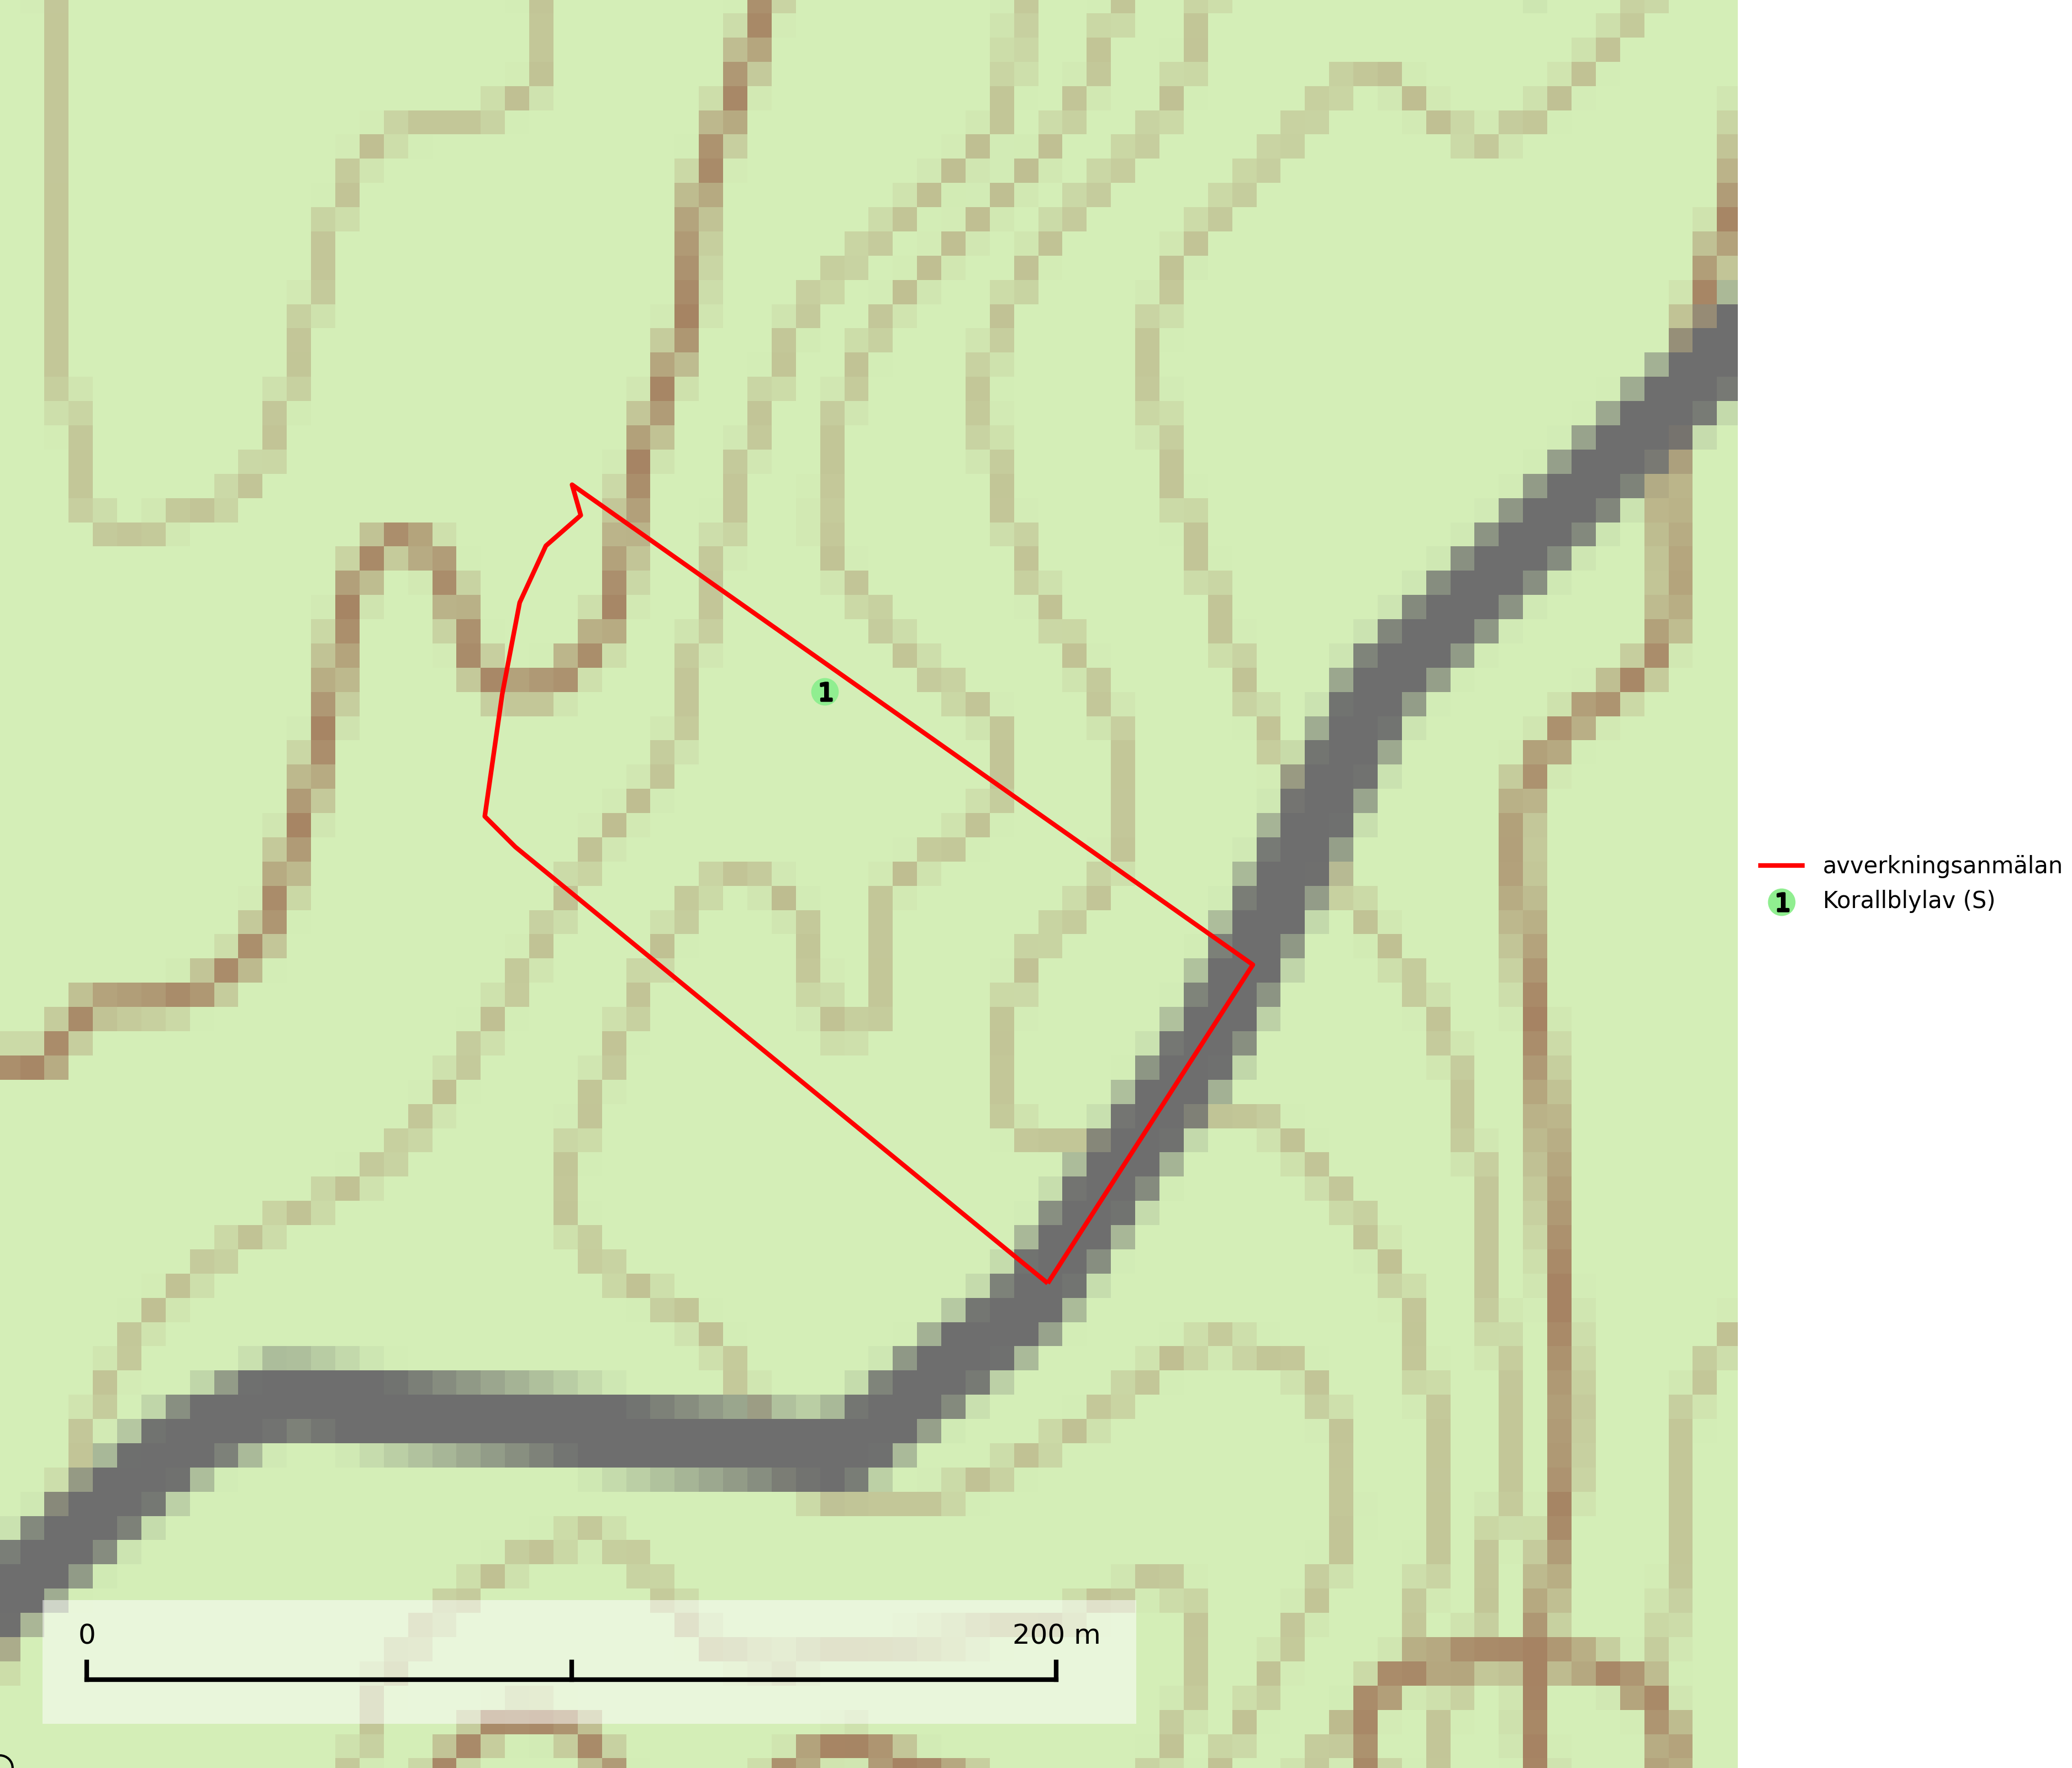 1
avverkningsanmälan
1 Korallblylav (S)
0 200 m